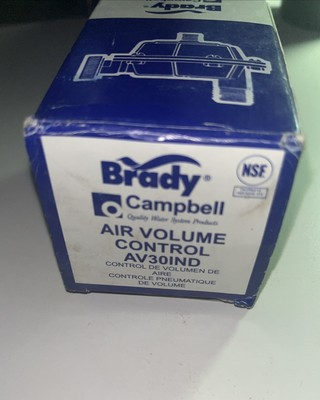 Brady
Brady®
Campbell
Quality Water System Products
AIR VOLUME
CONTROL
AV30IND
CONTROL DE VOLUMEN DE
AIRE
CONTROLE PNEUMATIQUE
DE VOLUME
NSF